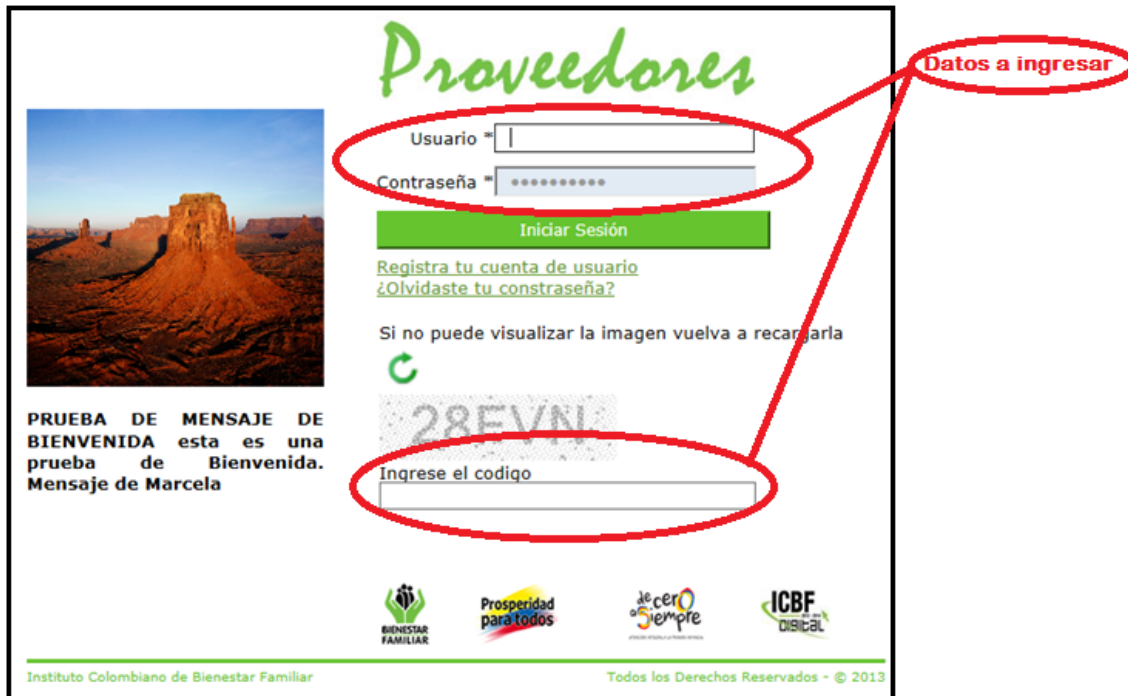 Proveedores
Datos a ingresar
Usuario *
Contraseña * ••••••••••
Iniciar Sesión
Registra tu cuenta de usuario
¿Olvidaste tu constraseña?
Si no puede visualizar la imagen vuelva a recargarla
28EVN
Ingrese el codigo
PRUEBA DE MENSAJE DE
BIENVENIDA esta es una
prueba de Bienvenida.
Mensaje de Marcela
BIENESTAR
FAMILIAR
Prosperidad
para todos
de cero
a Siempre
ICBF
DIGITAL
Instituto Colombiano de Bienestar Familiar
Todos los Derechos Reservados - © 2013